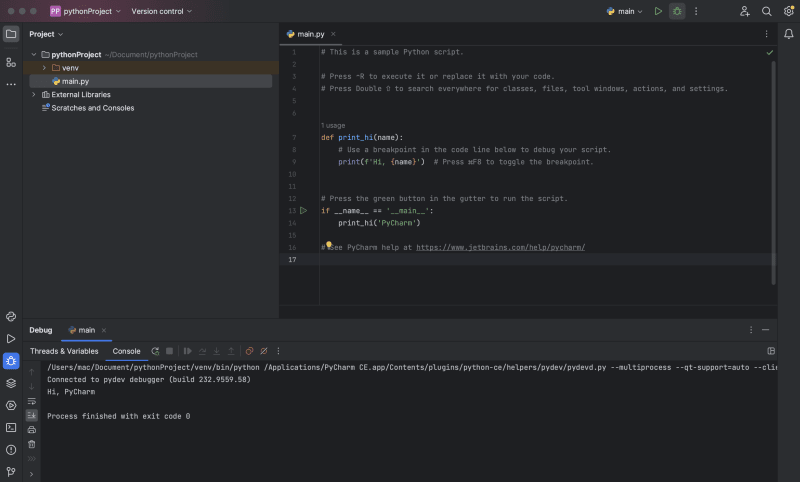 PP pythonProject Version control main
Project
pythonProject ~/Document/pythonProject
venv
main.py
External Libraries
Scratches and Consoles
main.py
1 # This is a sample Python script.
2
3 # Press ^R to execute it or replace it with your code.
4 # Press Double ⇧ to search everywhere for classes, files, tool windows, actions, and settings.
5
6
1 usage
7 def print_hi(name):
8 # Use a breakpoint in the code line below to debug your script.
9 print(f'Hi, {name}') # Press ⌘F8 to toggle the breakpoint.
10
11
12 # Press the green button in the gutter to run the script.
13 if __name__ == '__main__':
14 print_hi('PyCharm')
15
16 # See PyCharm help at https://www.jetbrains.com/help/pycharm/
17
Debug main
Threads & Variables Console
/Users/mac/Document/pythonProject/venv/bin/python /Applications/PyCharm CE.app/Contents/plugins/python-ce/helpers/pydev/pydevd.py --multiprocess --qt-support=auto --clie
Connected to pydev debugger (build 232.9559.58)
Hi, PyCharm
Process finished with exit code 0